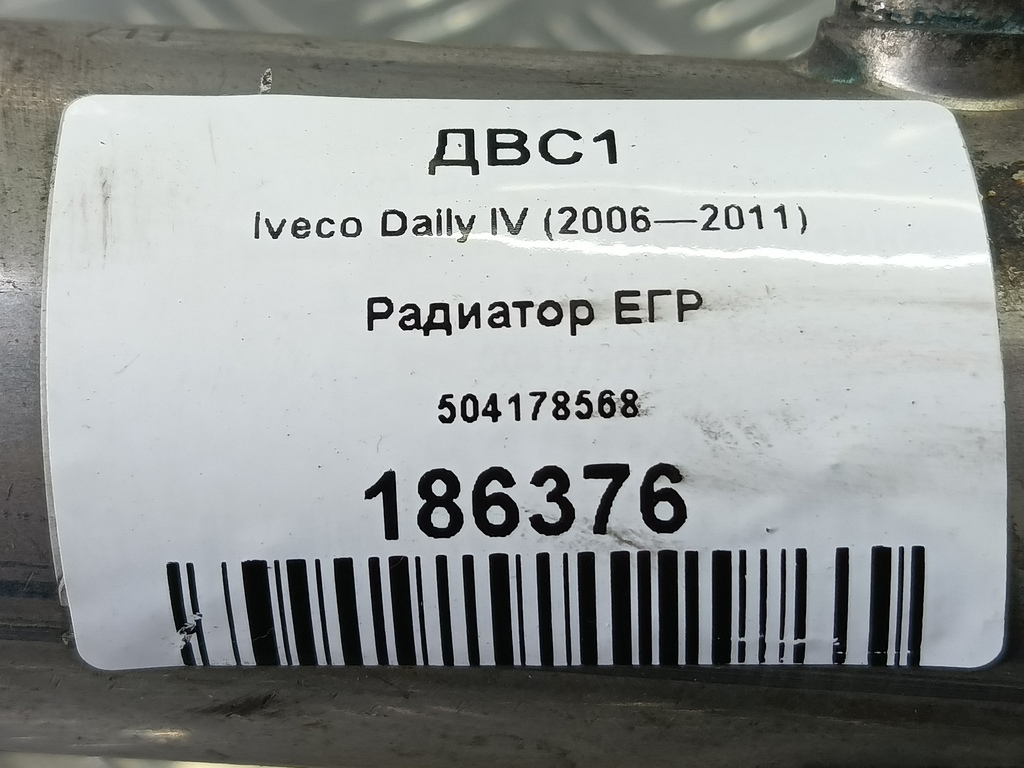 ДВС1
Iveco Daily IV (2006—2011)
Радиатор ЕГР
504178568
186376